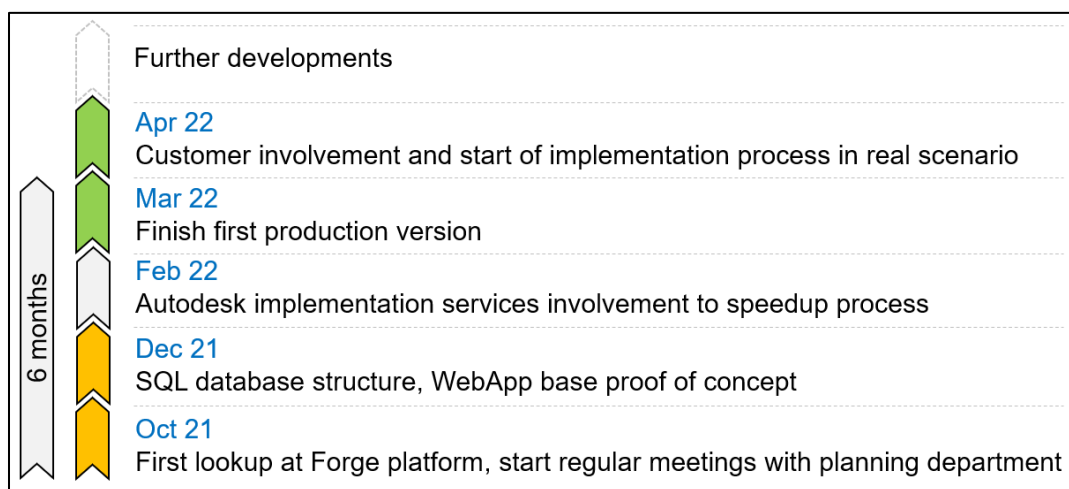 Further developments
Apr 22
Customer involvement and start of implementation process in real scenario
Mar 22
Finish first production version
Feb 22
Autodesk implementation services involvement to speedup process
Dec 21
SQL database structure, WebApp base proof of concept
Oct 21
First lookup at Forge platform, start regular meetings with planning department
6 months